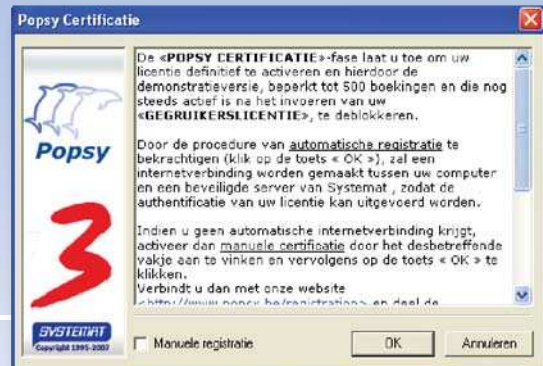 Popsy Certificatie
De «POPSY CERTIFICATIE»-fase laat u toe om uw
licentie definitief te activeren en hierdoor de
demonstratieversie, beperkt tot 500 boekingen en die nog
steeds actief is na het invoeren van uw
«GEGRUIKERSLICENTIE», te deblokkeren.
Door de procedure van automatische registratie te
bekrachtigen (klik op de toets « OK »), zal een
internetverbinding worden gemaakt tussen uw computer
en een beveiligde server van Systemat , zodat de
authentificatie van uw licentie kan uitgevoerd worden.
Indien u geen automatische internetverbinding krijgt,
activeer dan manuele certificatie door het desbetreffende
vakje aan te vinken en vervolgens op de toets « OK » te
klikken.
Verbindt u dan met onze website
<http://www.popsy.be/registration> en deel de
Popsy
3
SYSTEMAT
Copyright 1995-2007
Manuele registratie
OK
Annuleren